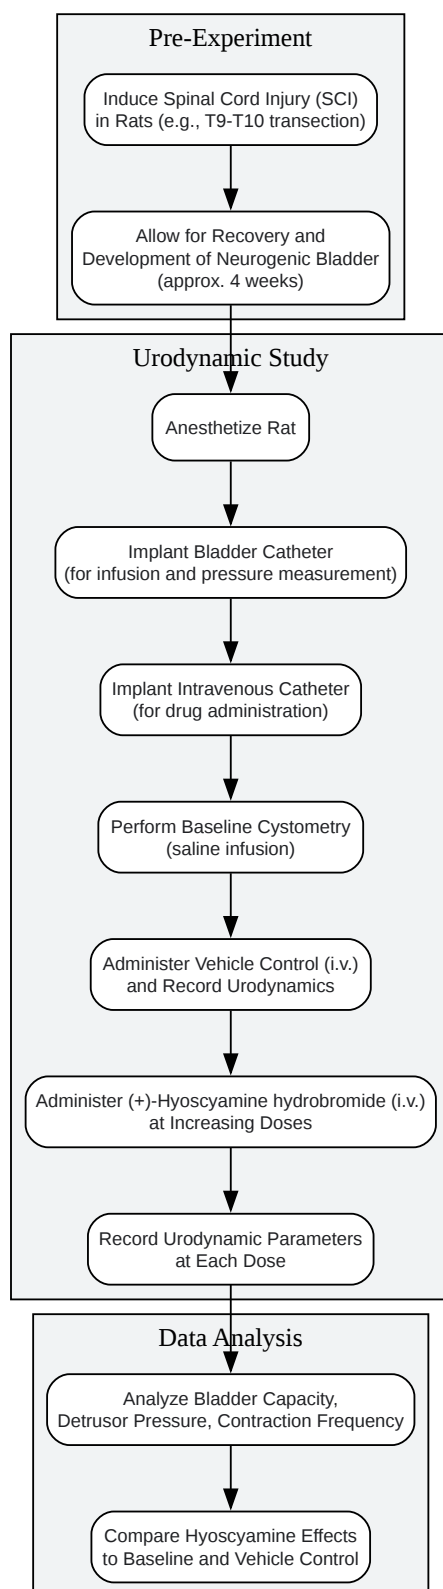 Pre-Experiment
Induce Spinal Cord Injury (SCI)
in Rats (e.g., T9-T10 transection)
Allow for Recovery and
Development of Neurogenic Bladder
(approx. 4 weeks)
Urodynamic Study
Anesthetize Rat
Implant Bladder Catheter
(for infusion and pressure measurement)
Implant Intravenous Catheter
(for drug administration)
Perform Baseline Cystometry
(saline infusion)
Administer Vehicle Control (i.v.)
and Record Urodynamics
Administer (+)-Hyoscyamine hydrobromide (i.v.)
at Increasing Doses
Record Urodynamic Parameters
at Each Dose
Data Analysis
Analyze Bladder Capacity,
Detrusor Pressure, Contraction Frequency
Compare Hyoscyamine Effects
to Baseline and Vehicle Control